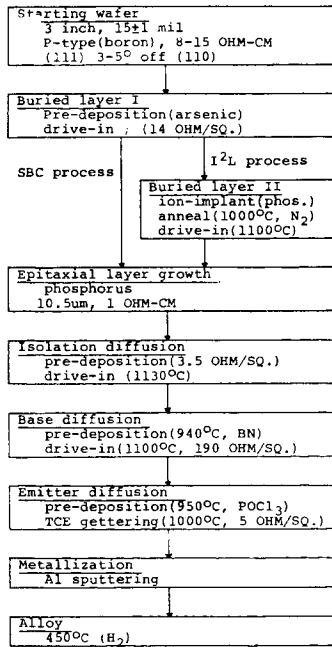 Starting wafer
3 inch, 15±1 mil
P-type(boron), 8-15 OHM-CM
(111) 3-5° off (110)
Buried layer I
Pre-deposition(arsenic)
drive-in ; (14 OHM/SQ.)
I²L process
SBC process
Buried layer II
ion-implant(phos.)
anneal(1000°C, N₂)
drive-in(1100°C)
Epitaxial layer growth
phosphorus
10.5um, 1 OHM-CM
Isolation diffusion
pre-deposition(3.5 OHM/SQ.)
drive-in (1130°C)
Base diffusion
pre-deposition(940°C, BN)
drive-in(1100°C, 190 OHM/SQ.)
Emitter diffusion
pre-deposition(950°C, POCl₃)
TCE gettering(1000°C, 5 OHM/SQ.)
Metallization
Al sputtering
Alloy
450°C (H₂)